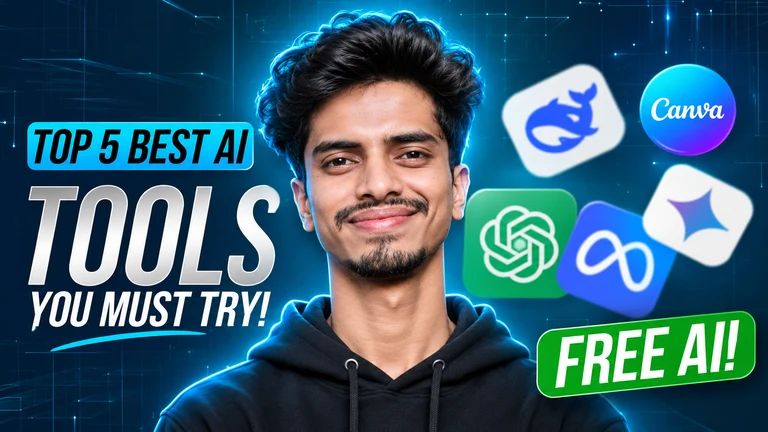 TOP 5 BEST AI
TOOLS
YOU MUST TRY!
Canva
FREE AI!